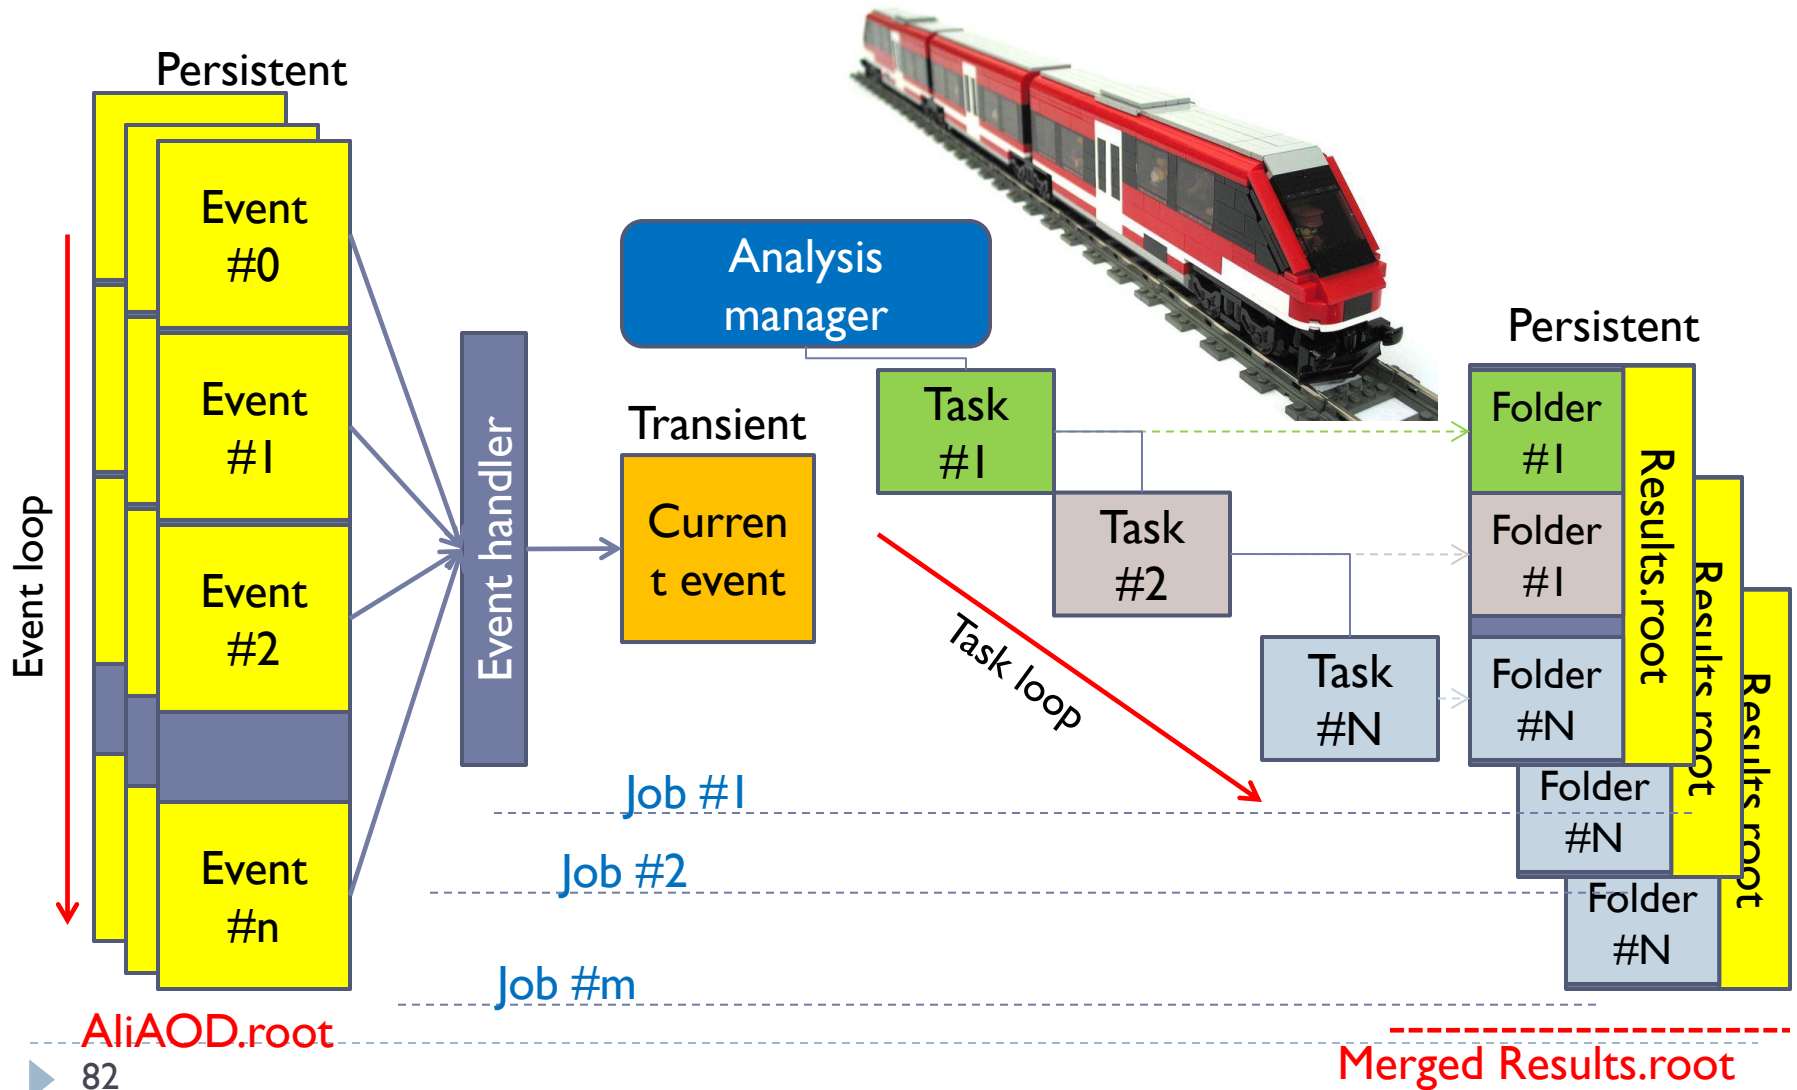 Persistent
Event
#0
Event
#1
Event
#2
Event
#n
Event loop
AliAOD.root
Event handler
Transient
Curren
t event
Analysis
manager
Task
#1
Task
#2
Task
#N
Task loop
Persistent
Folder
#1
Folder
#1
Folder
#N
Results.root
Folder
#N
Results.root
Folder
#N
Results.root
Job #1
Job #2
Job #m
Merged Results.root
82